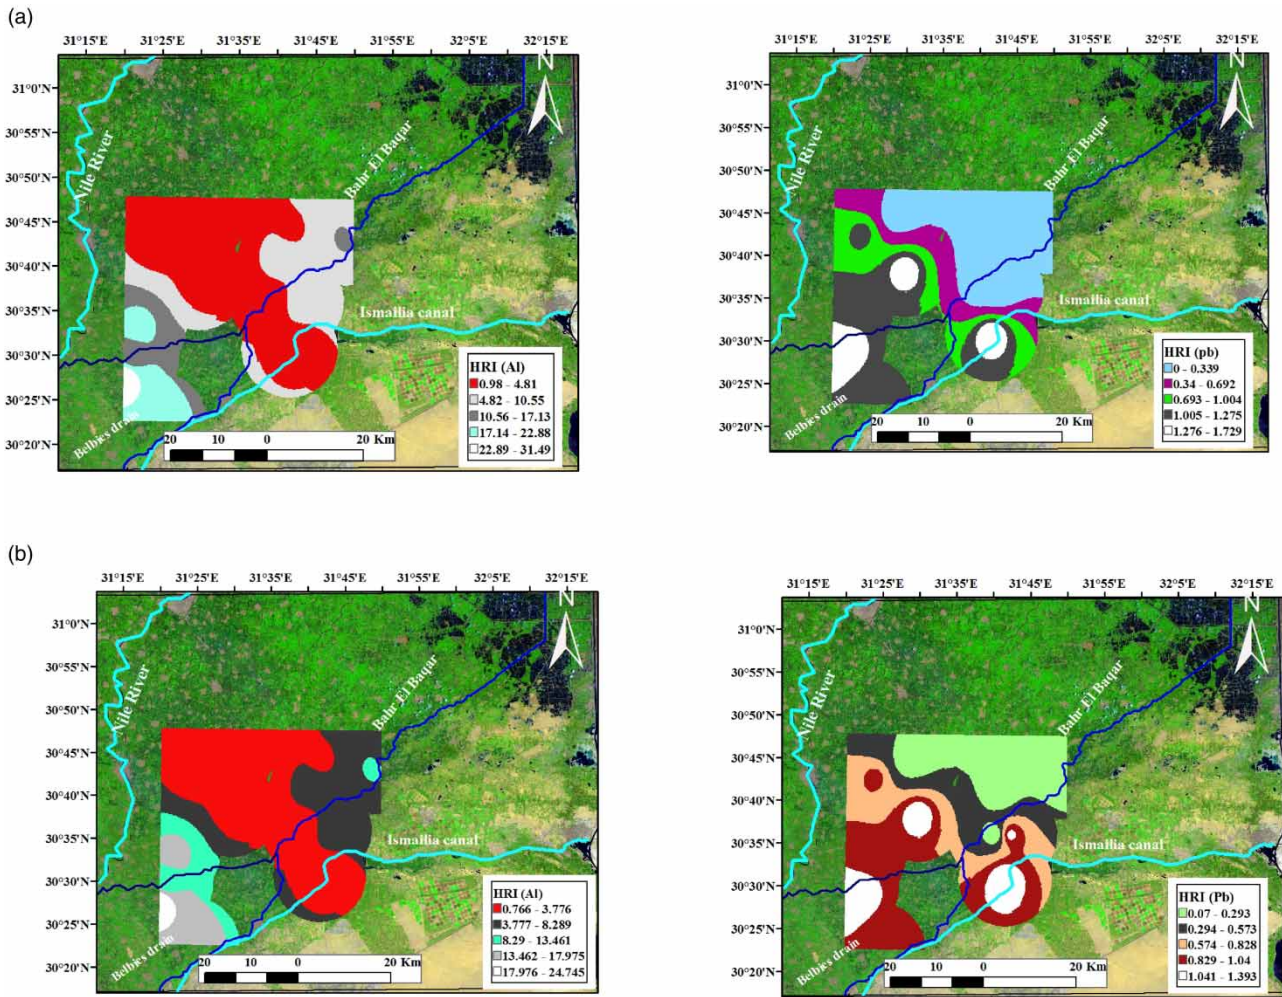 (a)
31°15'E 31°25'E 31°35'E 31°45'E 31°55'E 32°5'E 32°15'E
31°0'N
30°55'N
30°50'N
30°45'N
30°40'N
30°35'N
30°30'N
30°25'N
30°20'N
N
Nile River
Bahr El Baqar
Ismailia canal
Belbies drain
HRI (Al)
0.98 - 4.81
4.82 - 10.55
10.56 - 17.13
17.14 - 22.88
22.89 - 31.49
20 10 0 20 Km
31°15'E 31°25'E 31°35'E 31°45'E 31°55'E 32°5'E 32°15'E
31°0'N
30°55'N
30°50'N
30°45'N
30°40'N
30°35'N
30°30'N
30°25'N
30°20'N
N
Nile River
Bahr El Baqar
Ismailia canal
Belbies drain
HRI (pb)
0 - 0.339
0.34 - 0.692
0.693 - 1.004
1.005 - 1.275
1.276 - 1.729
20 10 0 20 Km
(b)
31°15'E 31°25'E 31°35'E 31°45'E 31°55'E 32°5'E 32°15'E
31°0'N
30°55'N
30°50'N
30°45'N
30°40'N
30°35'N
30°30'N
30°25'N
30°20'N
N
Nile River
Bahr El Baqar
Ismailia canal
Belbies drain
HRI (Al)
0.766 - 3.776
3.777 - 8.289
8.29 - 13.461
13.462 - 17.975
17.976 - 24.745
20 10 0 20 Km
31°15'E 31°25'E 31°35'E 31°45'E 31°55'E 32°5'E 32°15'E
31°0'N
30°55'N
30°50'N
30°45'N
30°40'N
30°35'N
30°30'N
30°25'N
30°20'N
N
Nile River
Bahr El Baqar
Ismailia canal
Belbies drain
HRI (Pb)
0.07 - 0.293
0.294 - 0.573
0.574 - 0.828
0.829 - 1.04
1.041 - 1.393
20 10 0 20 Km